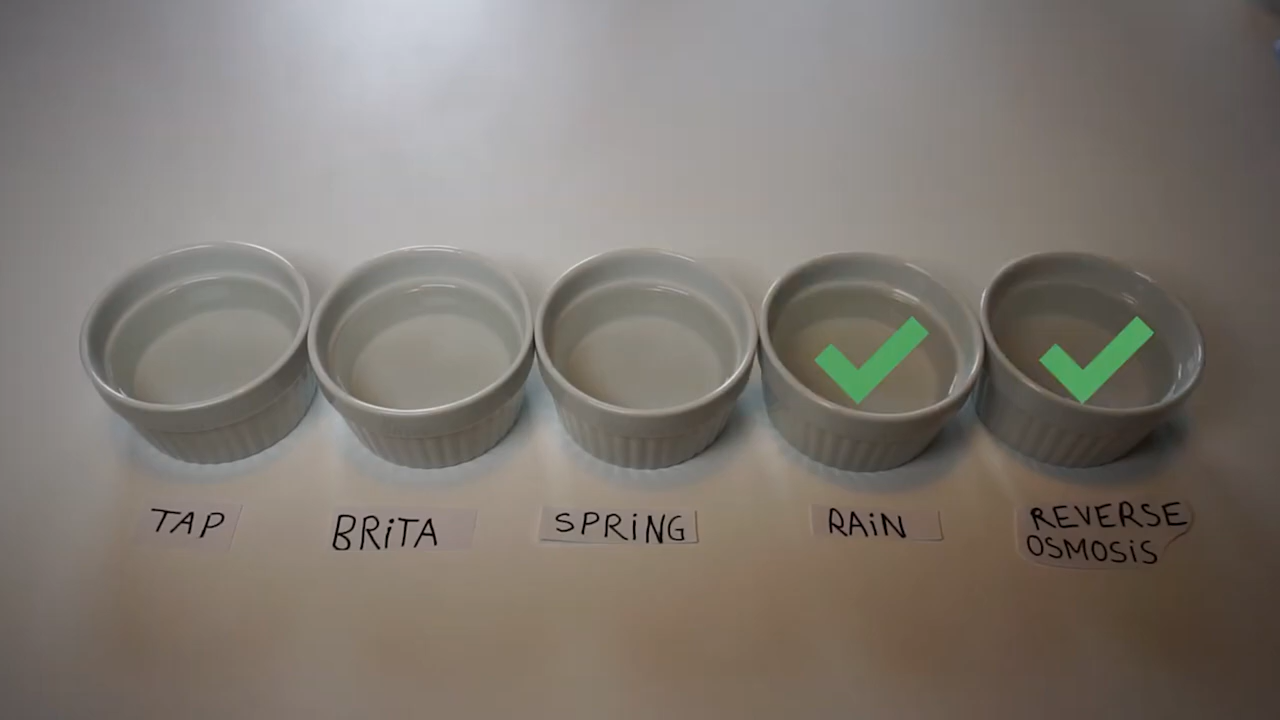 TAP
BRiTA
SPRiNG
RAiN
REVERSE
OSMOSiS